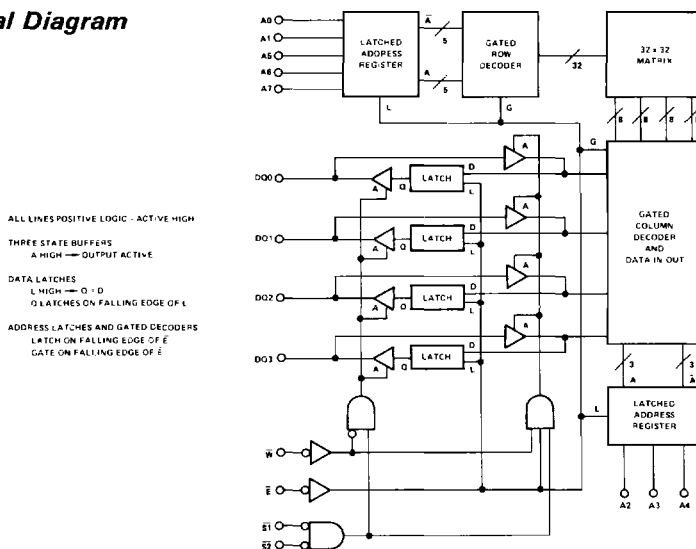 al Diagram
A0
A1
A5
A6
A7
LATCHED
ADDRESS
REGISTER
Ā
5
A
5
L
GATED
ROW
DECODER
G
32
32 x 32
MATRIX
8
8
8
G
DQ0
A
Q
LATCH
D
L
A
DQ1
A
Q
LATCH
D
L
A
DQ2
A
Q
LATCH
D
L
A
DQ3
A
Q
LATCH
D
L
A
GATED
COLUMN
DECODER
AND
DATA IN OUT
3
A
3
Ā
L
LATCHED
ADDRESS
REGISTER
A2
A3
A4
W̅
E̅
S1̅
S2̅
ALL LINES POSITIVE LOGIC - ACTIVE HIGH
THREE STATE BUFFERS
A HIGH → OUTPUT ACTIVE
DATA LATCHES
L HIGH → Q = D
Q LATCHES ON FALLING EDGE OF L
ADDRESS LATCHES AND GATED DECODERS
LATCH ON FALLING EDGE OF E̅
GATE ON FALLING EDGE OF E̅